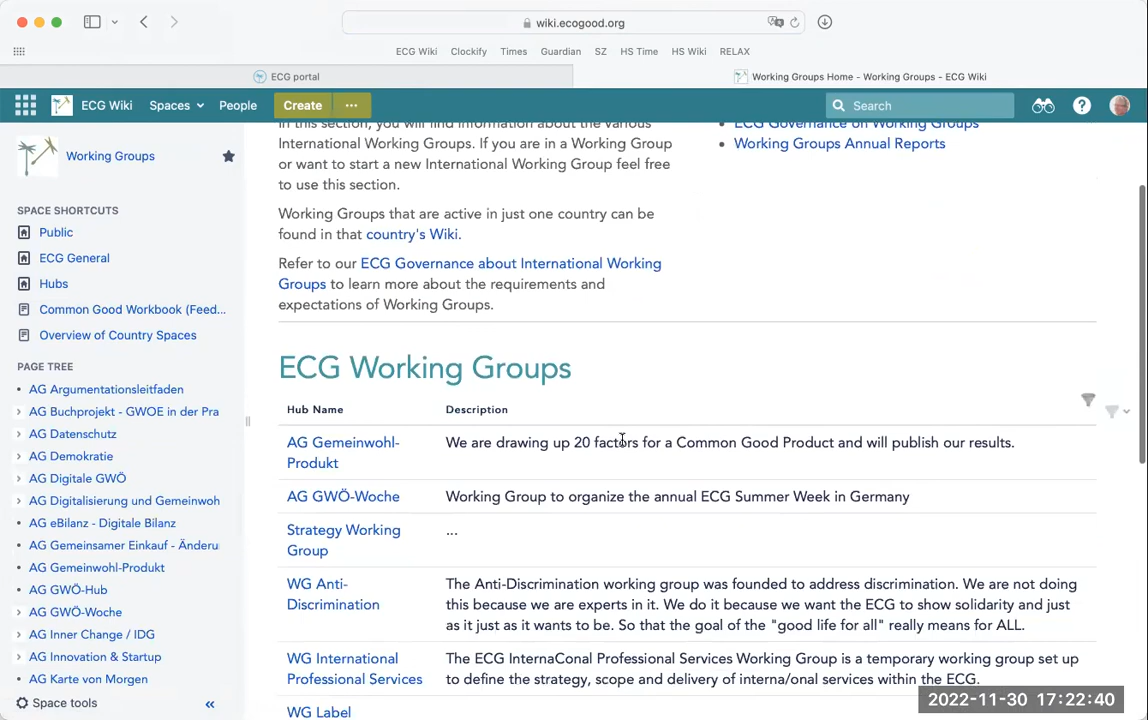 wiki.ecogood.org
ECG Wiki
Clockify
Times
Guardian
SZ
HS Time
HS Wiki
RELAX
ECG portal
Working Groups Home - Working Groups - ECG Wiki
ECG Wiki
Spaces
People
Create
Search
Working Groups
SPACE SHORTCUTS
Public
ECG General
Hubs
Common Good Workbook (Feed...
Overview of Country Spaces
PAGE TREE
AG Argumentationsleitfaden
AG Buchprojekt - GWOE in der Pra
AG Datenschutz
AG Demokratie
AG Digitale GWÖ
AG Digitalisierung und Gemeinwoh
AG eBilanz - Digitale Bilanz
AG Gemeinsamer Einkauf - Änderu
AG Gemeinwohl-Produkt
AG GWÖ-Hub
AG GWÖ-Woche
AG Inner Change / IDG
AG Innovation & Startup
AG Karte von Morgen
Space tools
In this section, you will find information about the various
International Working Groups. If you are in a Working Group
or want to start a new International Working Group feel free
to use this section.
Working Groups that are active in just one country can be
found in that country's Wiki.
Refer to our ECG Governance about International Working
Groups to learn more about the requirements and
expectations of Working Groups.
ECG Governance on Working Groups
Working Groups Annual Reports
ECG Working Groups
Hub Name
Description
AG Gemeinwohl-
Produkt
We are drawing up 20 factors for a Common Good Product and will publish our results.
AG GWÖ-Woche
Working Group to organize the annual ECG Summer Week in Germany
Strategy Working
Group
...
WG Anti-
Discrimination
The Anti-Discrimination working group was founded to address discrimination. We are not doing
this because we are experts in it. We do it because we want the ECG to show solidarity and just
as it just as it wants to be. So that the goal of the "good life for all" really means for ALL.
WG International
Professional Services
The ECG InternaConal Professional Services Working Group is a temporary working group set up
to define the strategy, scope and delivery of interna/onal services within the ECG.
WG Label
2022-11-30 17:22:40